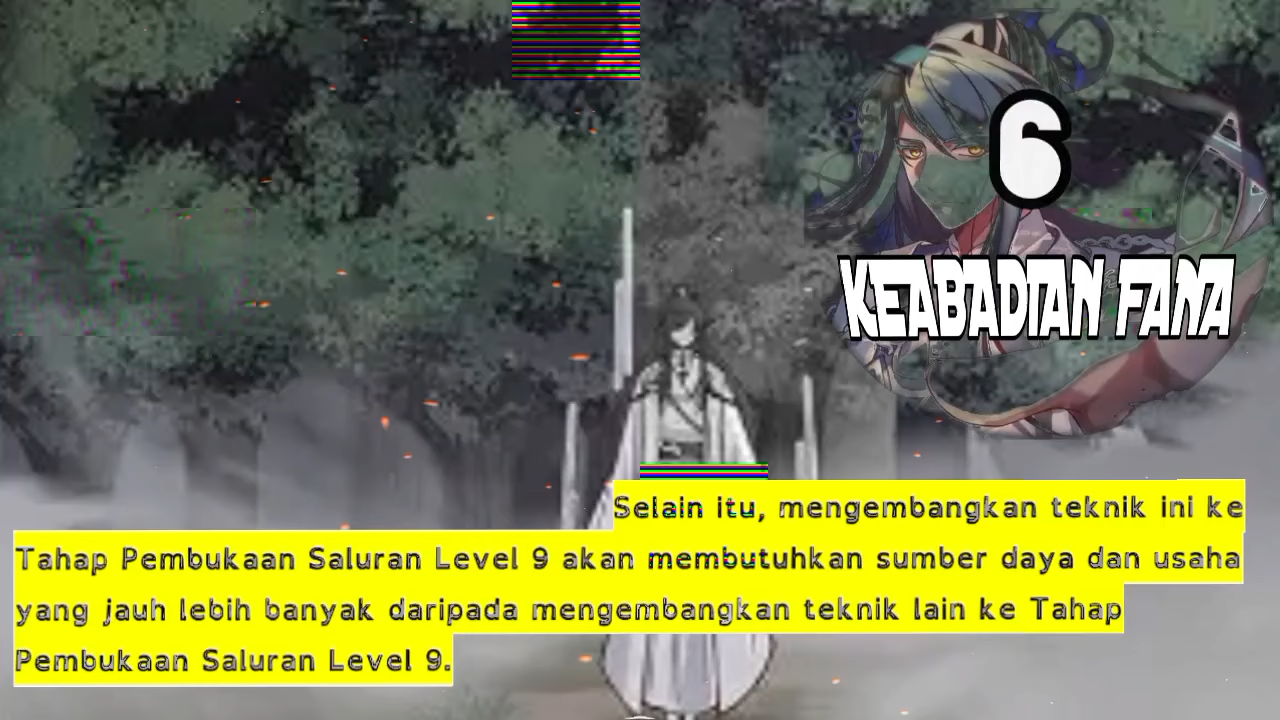 6
KEABADIAN FANA
Selain itu, mengembangkan teknik ini ke
Tahap Pembukaan Saluran Level 9 akan membutuhkan sumber daya dan usaha
yang jauh lebih banyak daripada mengembangkan teknik lain ke Tahap
Pembukaan Saluran Level 9.